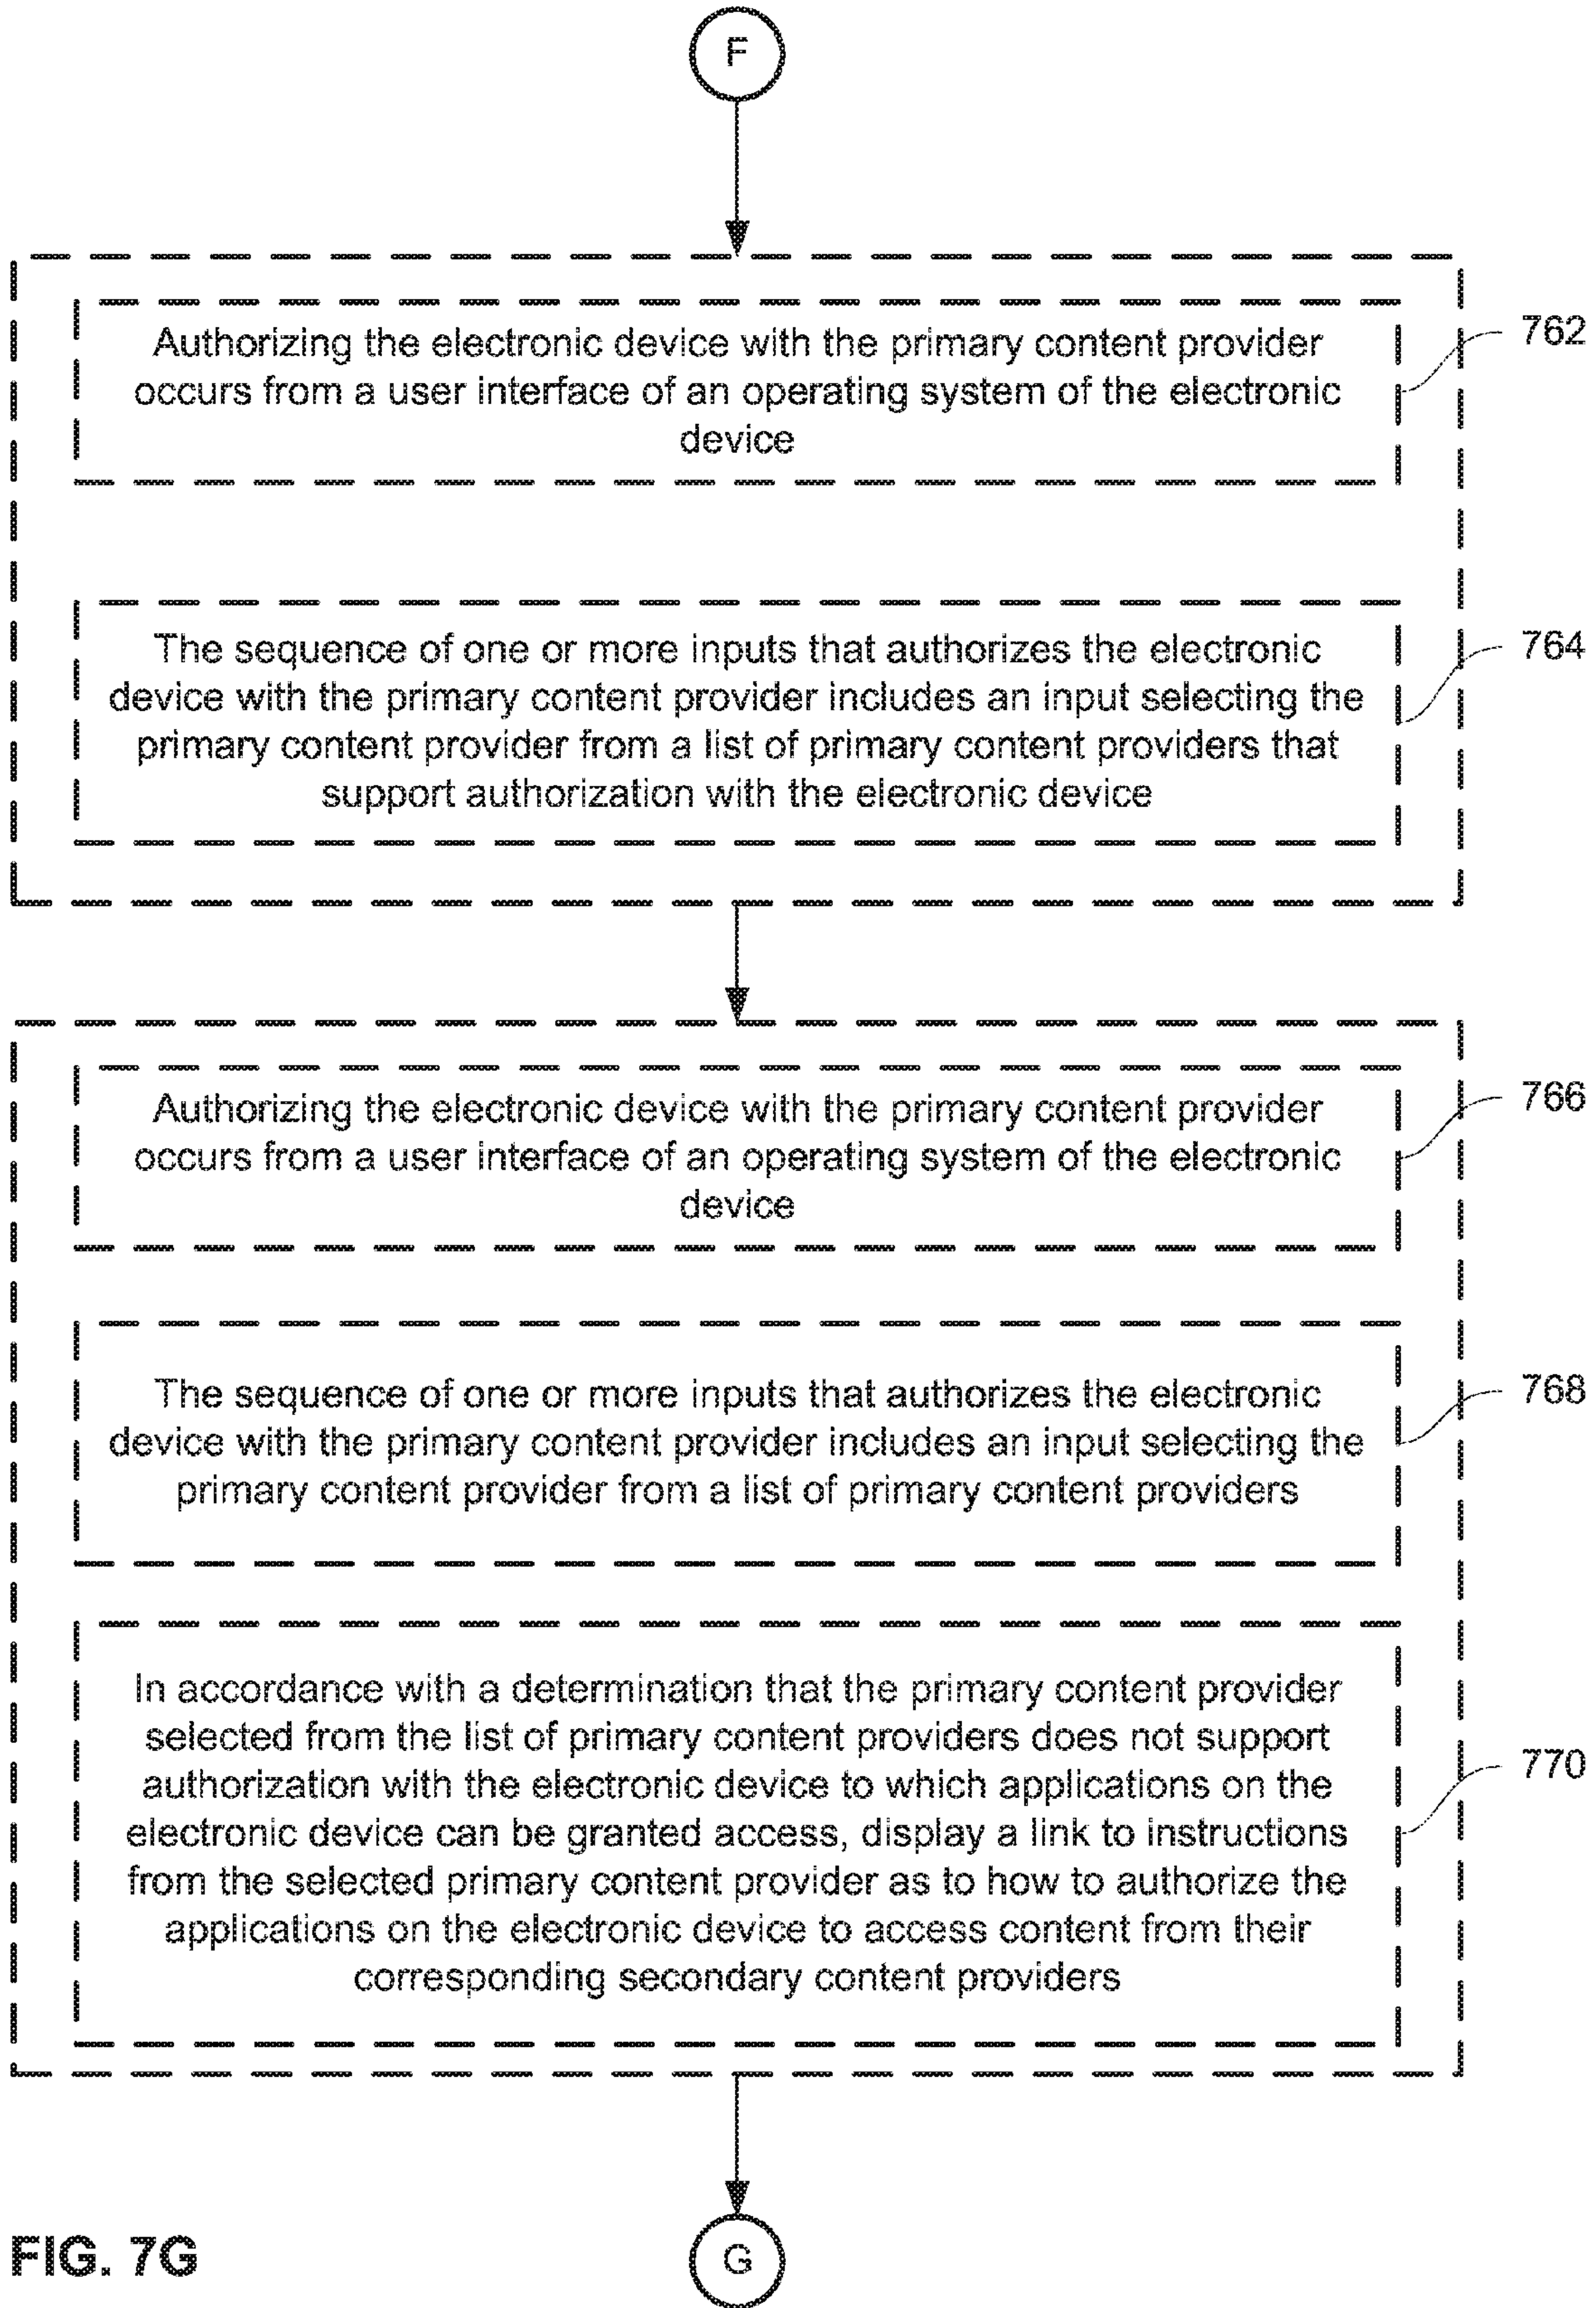 F
Authorizing the electronic device with the primary content provider
occurs from a user interface of an operating system of the electronic
device
762
The sequence of one or more inputs that authorizes the electronic
device with the primary content provider includes an input selecting the
primary content provider from a list of primary content providers that
support authorization with the electronic device
764
Authorizing the electronic device with the primary content provider
occurs from a user interface of an operating system of the electronic
device
766
The sequence of one or more inputs that authorizes the electronic
device with the primary content provider includes an input selecting the
primary content provider from a list of primary content providers
768
In accordance with a determination that the primary content provider
selected from the list of primary content providers does not support
authorization with the electronic device to which applications on the
electronic device can be granted access, display a link to instructions
from the selected primary content provider as to how to authorize the
applications on the electronic device to access content from their
corresponding secondary content providers
770
FIG. 7G
G